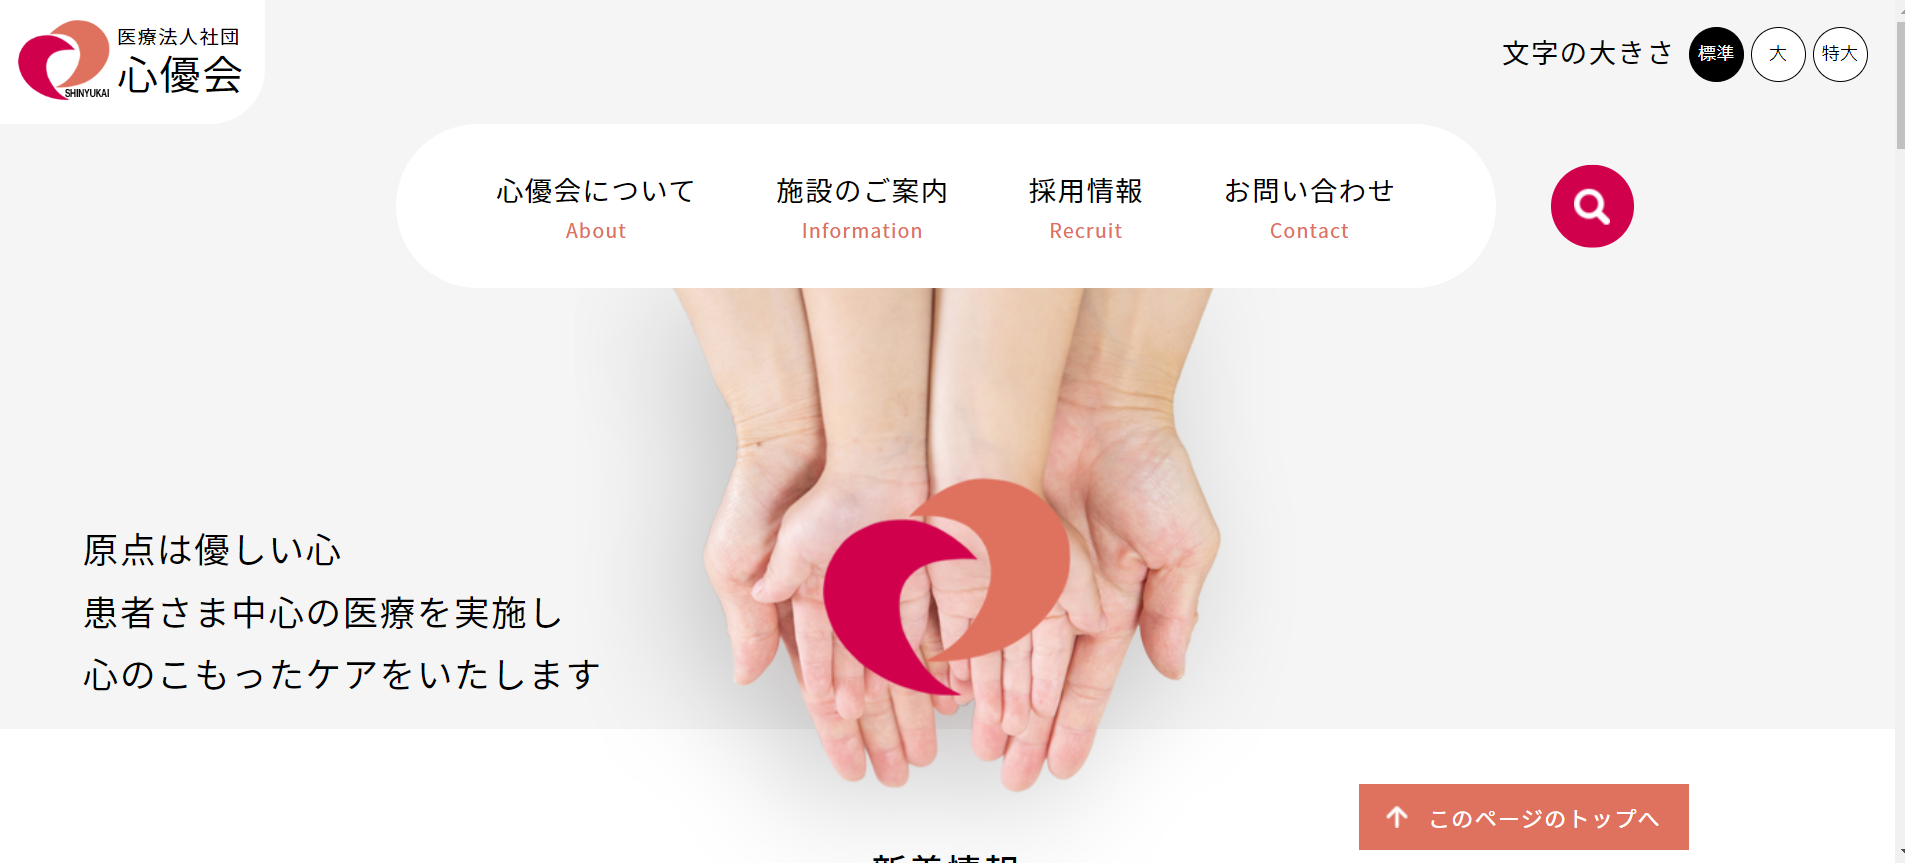 医療法人社団
心優会
SHINYUKAI
文字の大きさ 標準 大 特大
心優会について 施設のご案内 採用情報 お問い合わせ
About Information Recruit Contact
原点は優しい心
患者さま中心の医療を実施し
心のこもったケアをいたします
このページのトップへ
新着情報